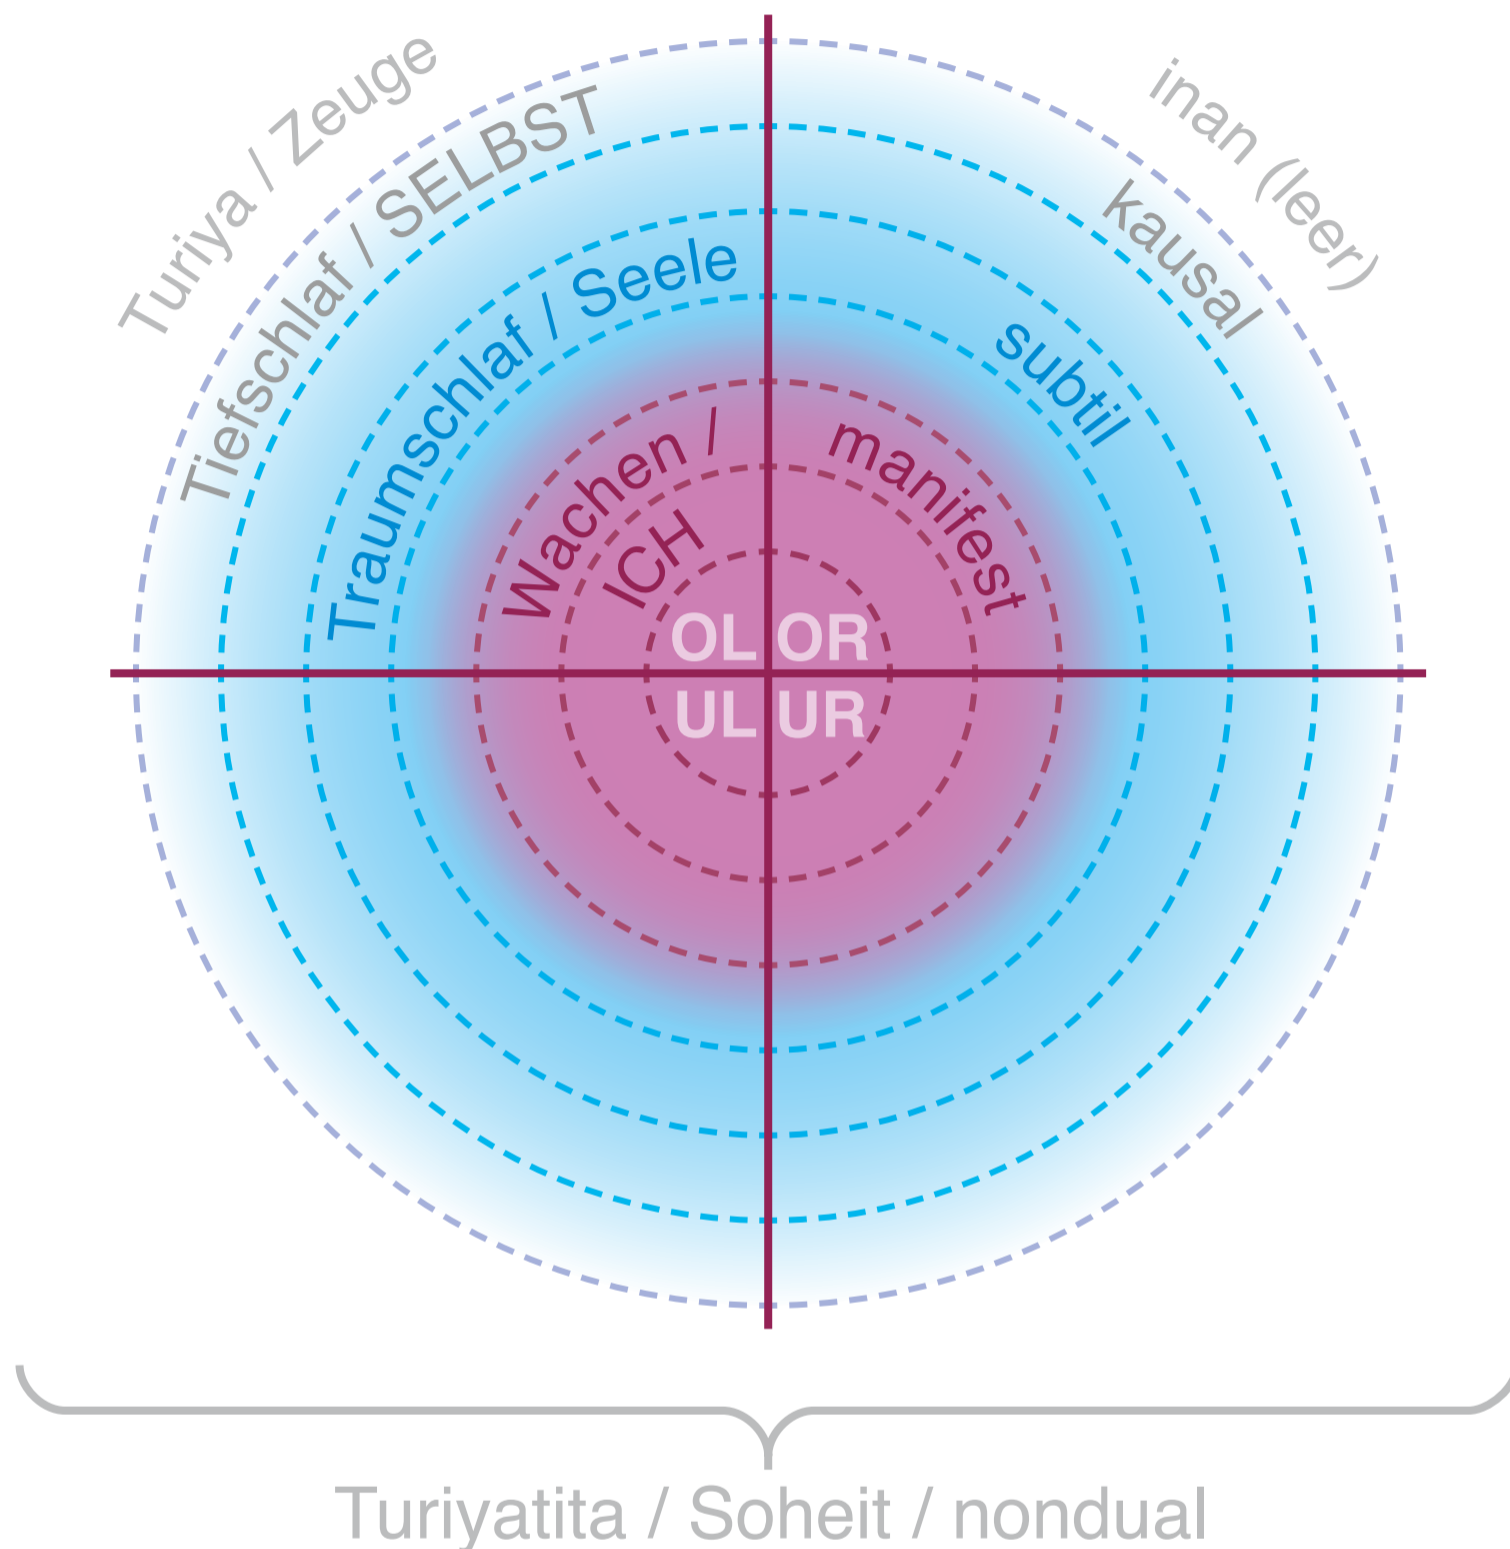 Turiya / Zeuge
inan (leer)
Tiefschlaf / SELBST
kausal
Traumschlaf / Seele
subtil
Wachen /
ICH
manifest
OL OR
UL UR
Turiyatita / Soheit / nondual